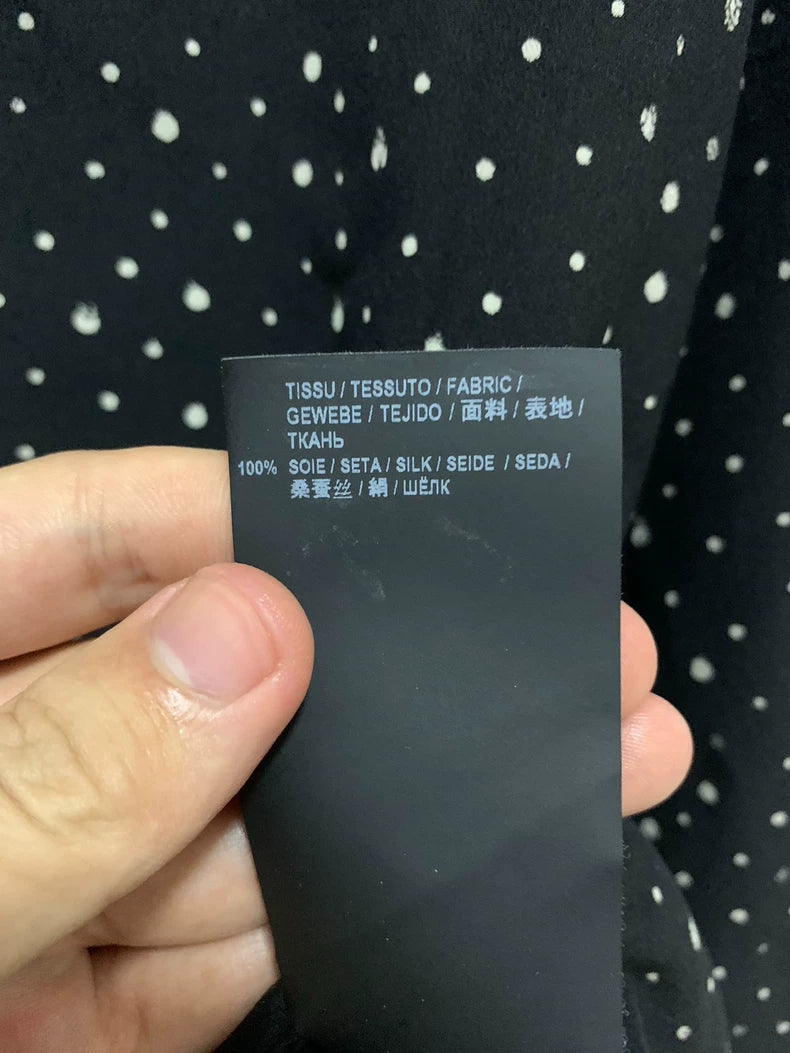 TISSU / TESSUTO / FABRIC /
GEWEBE / TEJIDO / 面料 / 表地 /
ТКАНЬ
100% SOIE / SETA / SILK / SEIDE / SEDA /
桑蚕丝 / 絹 / ШЁЛК